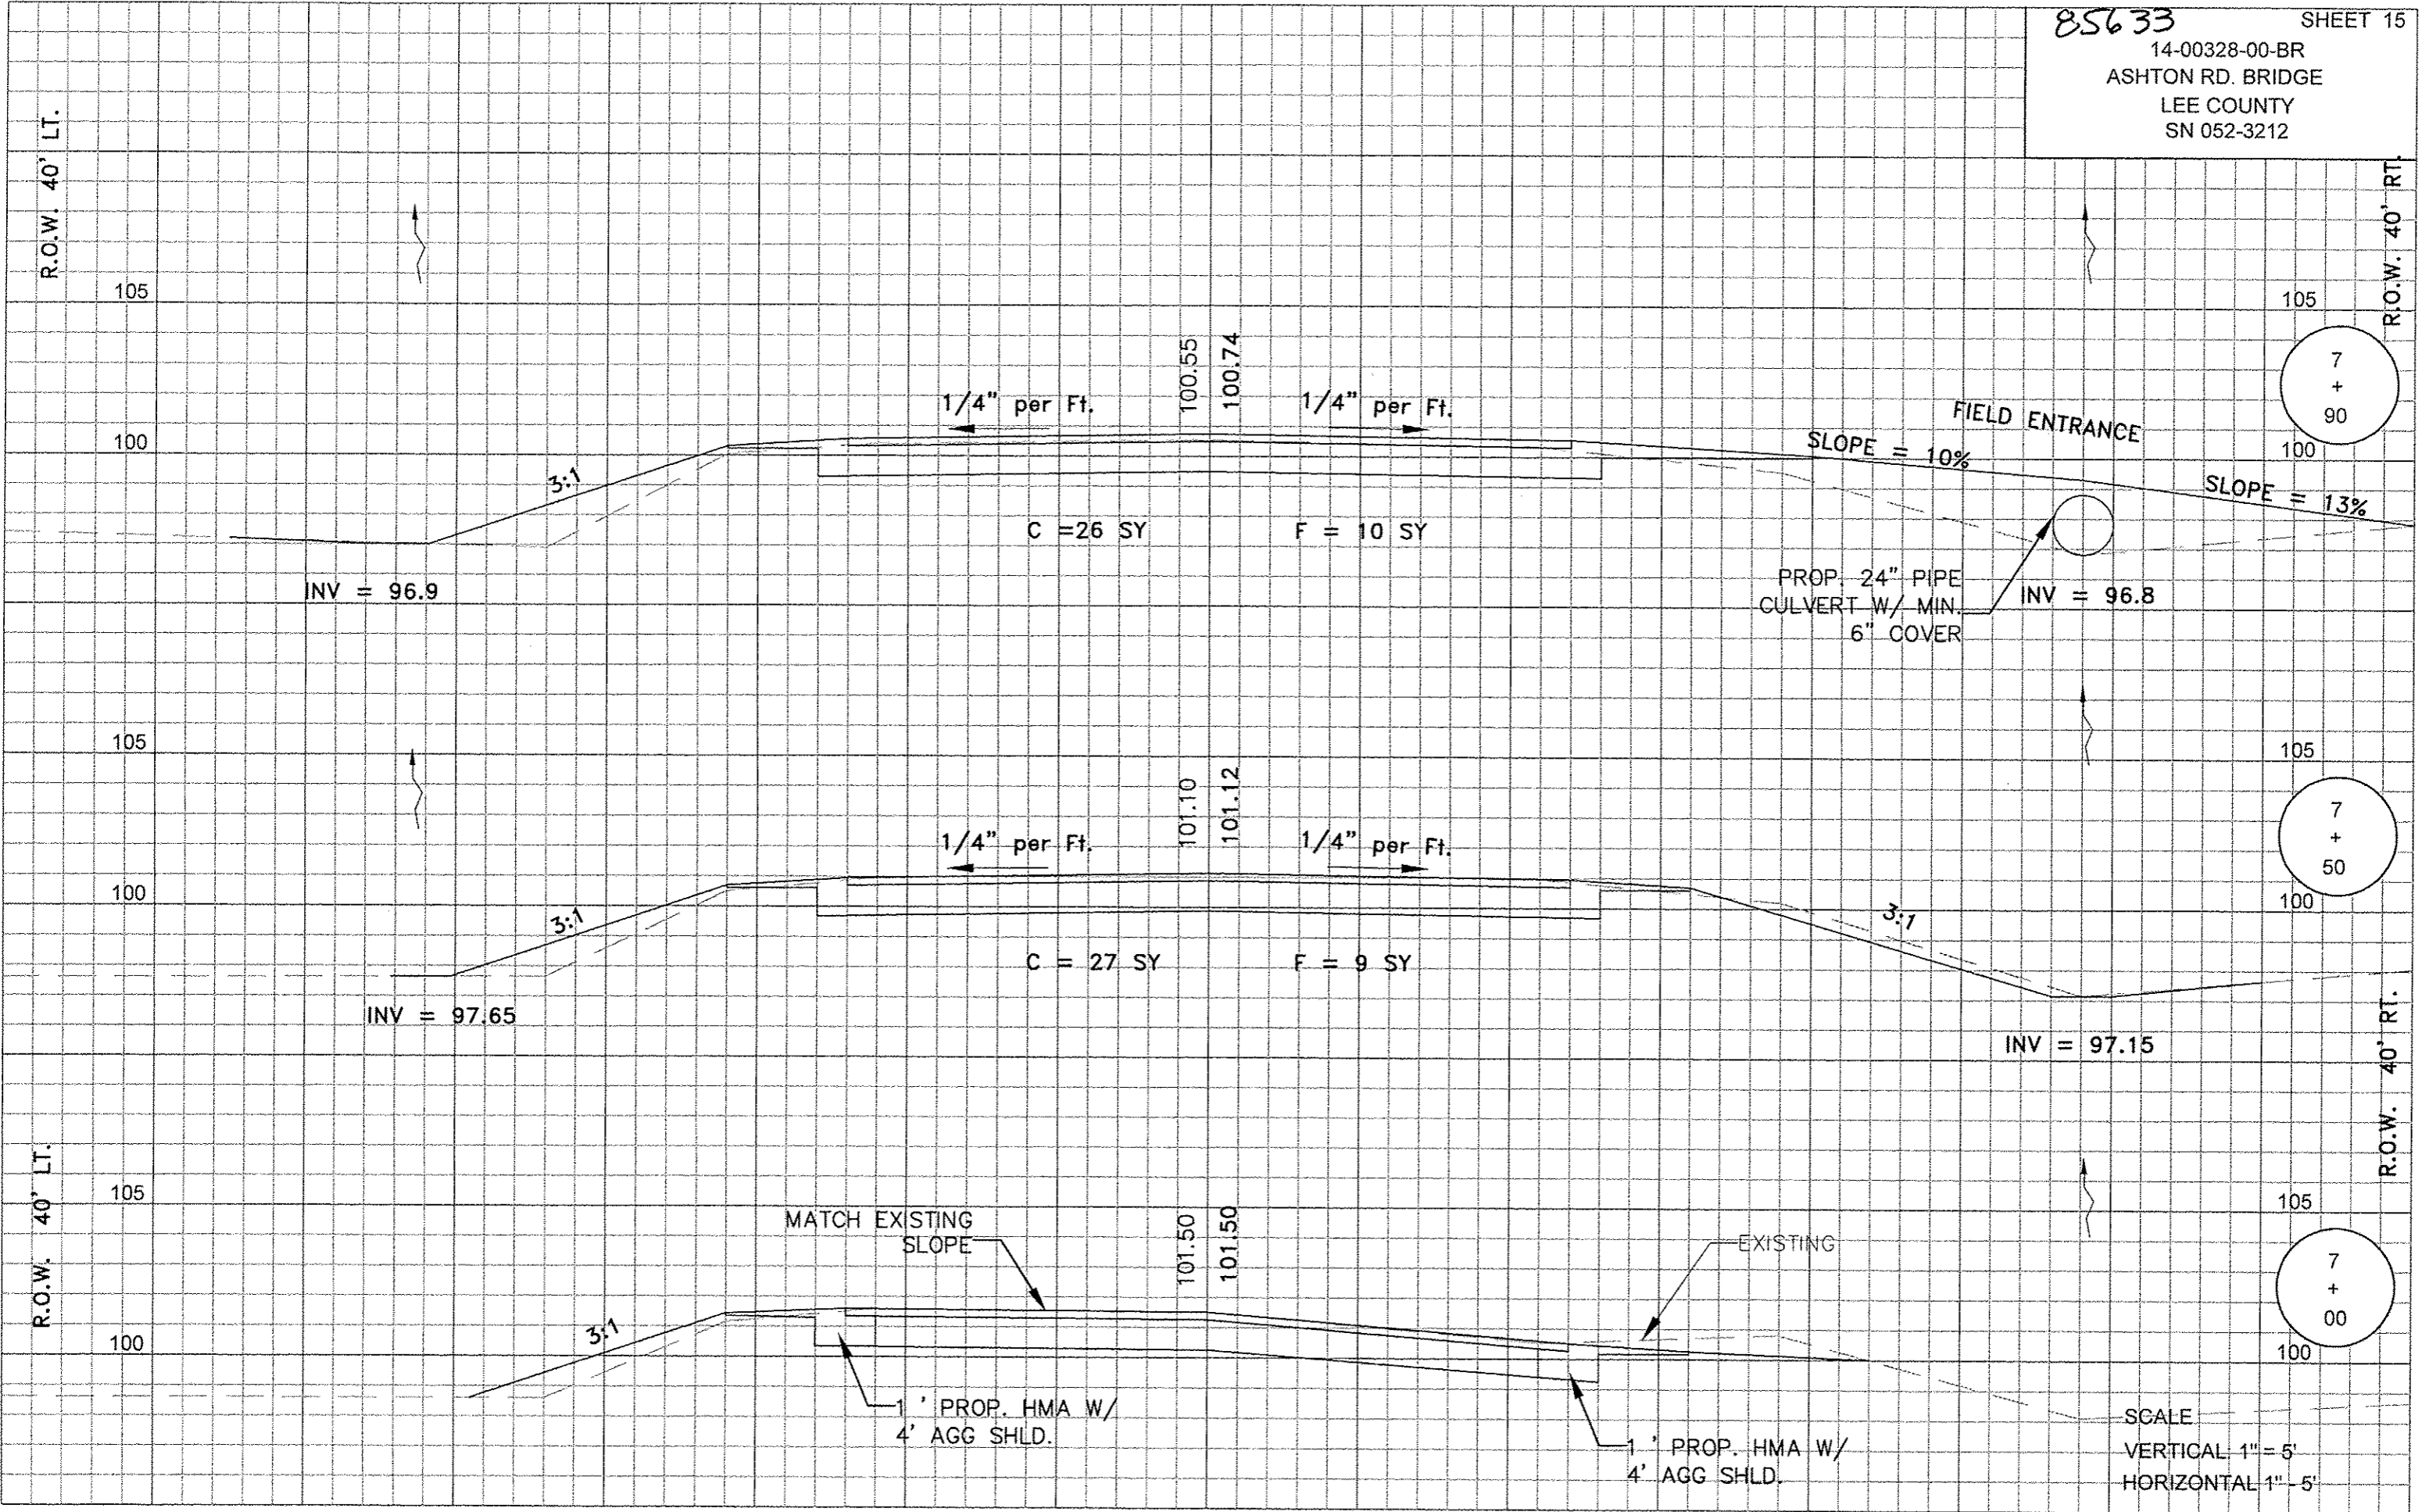 85633
SHEET 15
14-00328-00-BR
ASHTON RD. BRIDGE
LEE COUNTY
SN 052-3212
R.O.W. 40' LT.
R.O.W. 40' RT.
105
105
7
+
90
100.55
100.74
1/4" per Ft.
1/4" per Ft.
FIELD ENTRANCE
100
100
SLOPE = 10%
3:1
SLOPE = 13%
C =26 SY
F = 10 SY
INV = 96.9
PROP. 24" PIPE
CULVERT W/ MIN.
6" COVER
INV = 96.8
105
105
7
+
50
101.10
101.12
1/4" per Ft.
1/4" per Ft.
100
100
3:1
3:1
C = 27 SY
F = 9 SY
INV = 97.65
INV = 97.15
R.O.W. 40' LT.
R.O.W. 40' RT.
105
105
7
+
00
MATCH EXISTING
SLOPE
101.50
101.50
EXISTING
100
100
3:1
1 ' PROP. HMA W/
4' AGG SHLD.
1 ' PROP. HMA W/
4' AGG SHLD.
SCALE
VERTICAL 1" = 5'
HORIZONTAL 1" = 5'